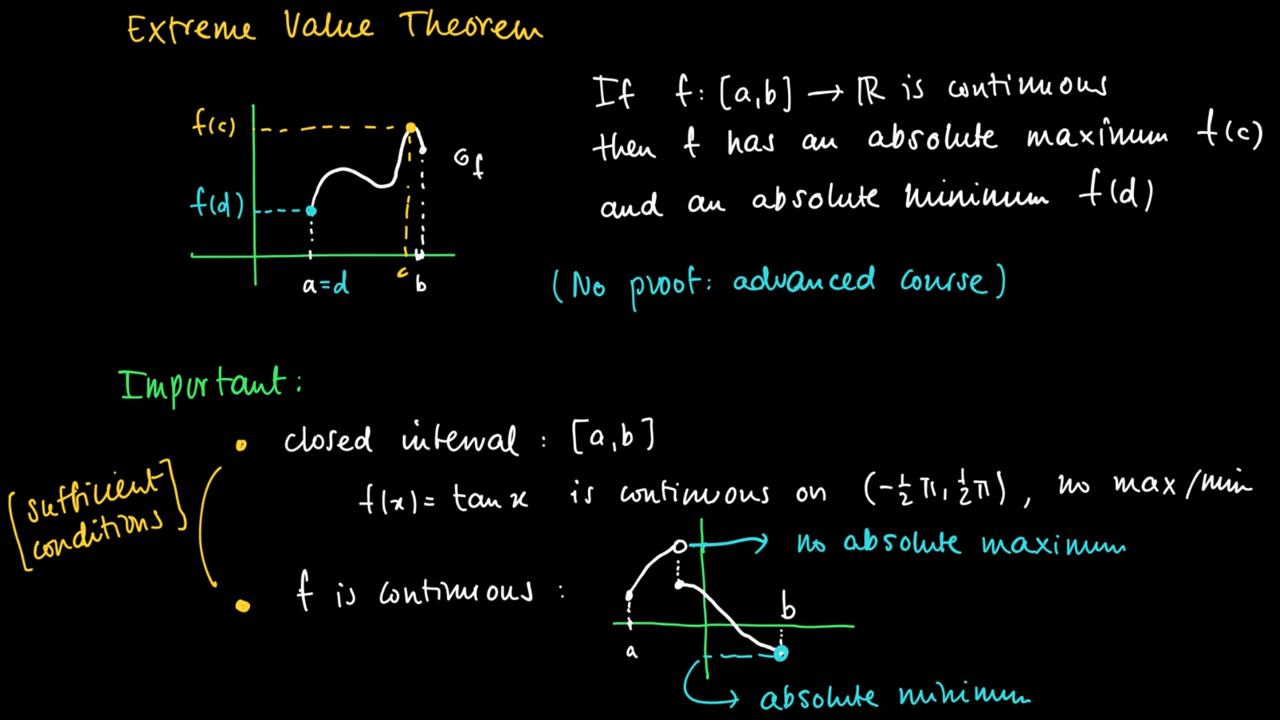 Extreme Value Theorem
If f: [a,b] → ℝ is continuous
then f has an absolute maximum f(c)
and an absolute minimum f(d)
(No proof: advanced course)
f(c)
f(d)
a=d
c
b
Important:
• closed interval : [a,b]
f(x) = tan x is continuous on (-½π, ½π), no max/min
[sufficient
conditions]
• f is continuous :
no absolute maximum
a
b
absolute minimum